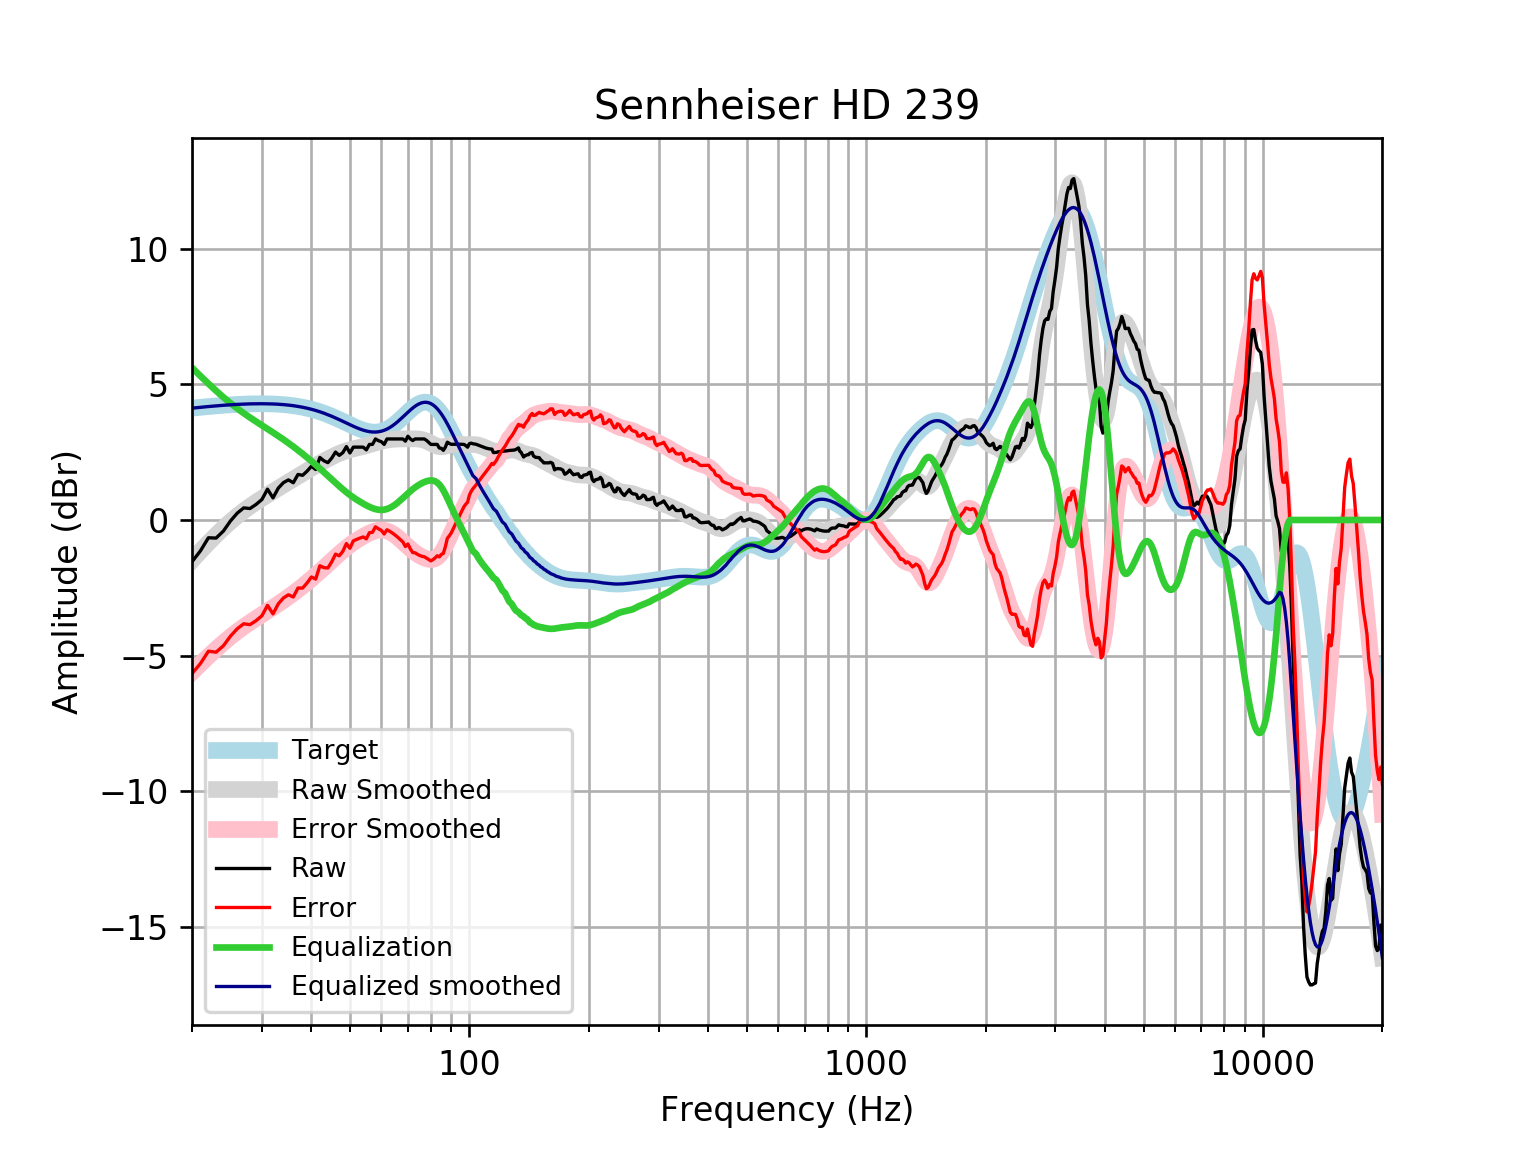 Sennheiser HD 239
Amplitude (dBr)
10
5
0
−5
−10
−15
Target
Raw Smoothed
Error Smoothed
Raw
Error
Equalization
Equalized smoothed
100 1000 10000
Frequency (Hz)